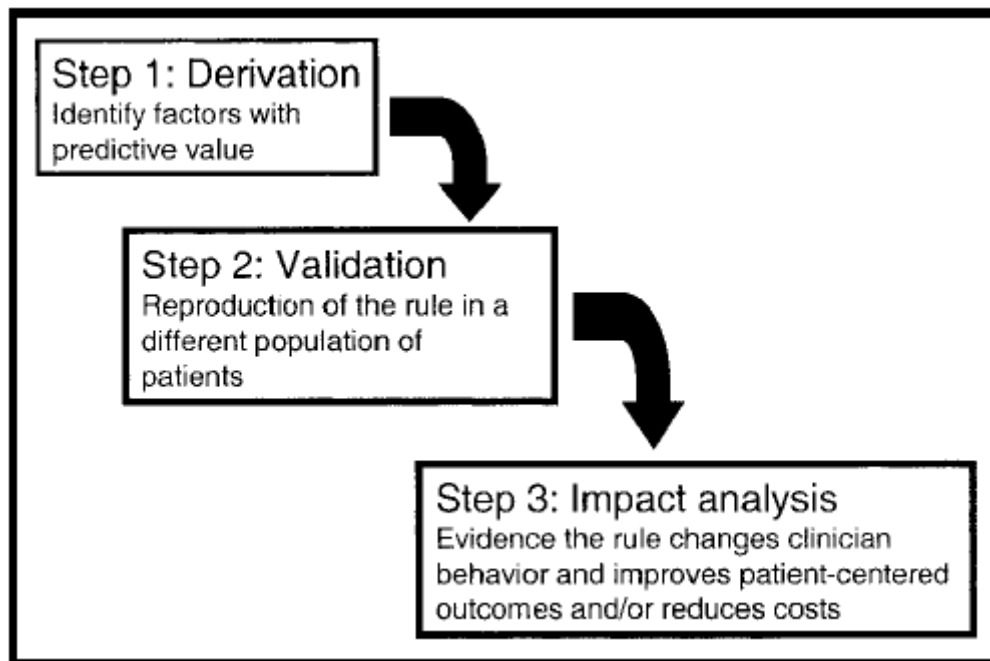 Step 1: Derivation
Identify factors with
predictive value
Step 2: Validation
Reproduction of the rule in a
different population of
patients
Step 3: Impact analysis
Evidence the rule changes clinician
behavior and improves patient-centered
outcomes and/or reduces costs